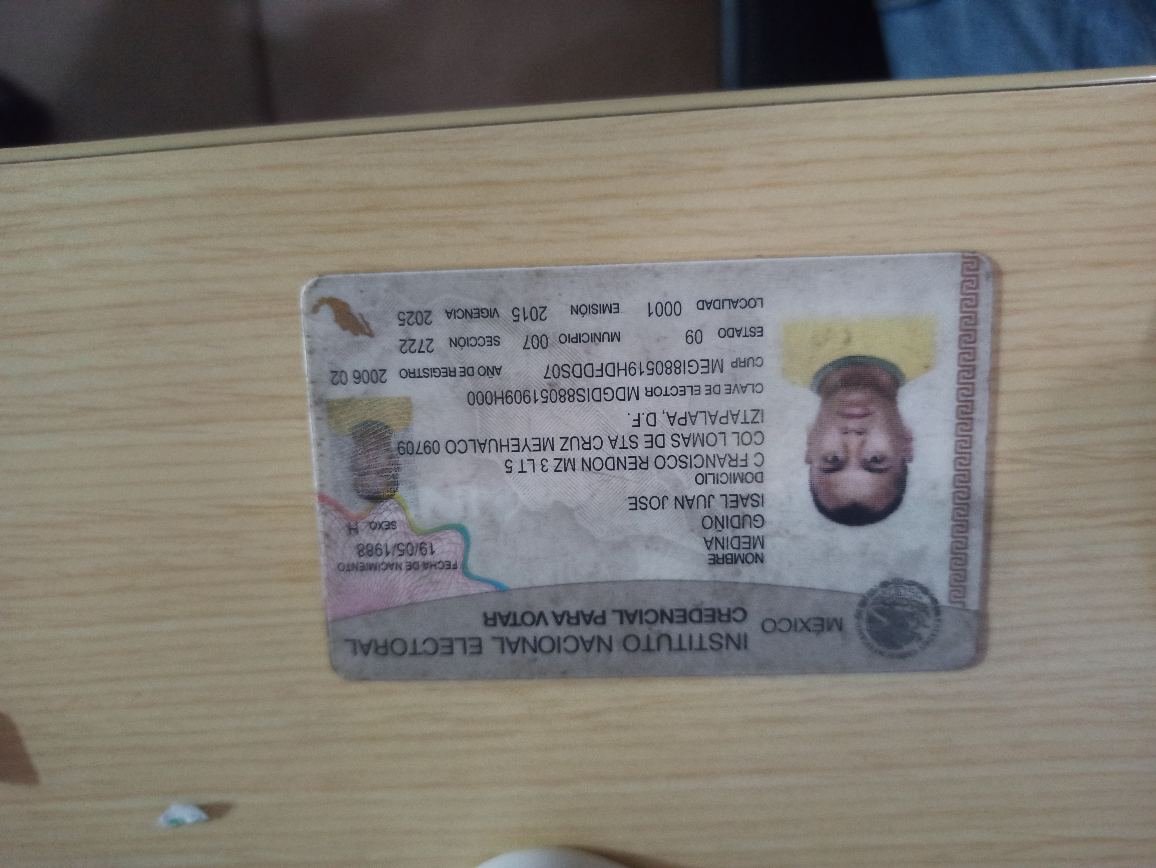 MÉXICO
INSTITUTO NACIONAL ELECTORAL
CREDENCIAL PARA VOTAR
NOMBRE
MEDINA
GUDIÑO
ISAEL JUAN JOSE
FECHA DE NACIMIENTO
19/05/1988
SEXO H
DOMICILIO
C FRANCISCO RENDON MZ 3 LT 5
COL LOMAS DE STA CRUZ MEYEHUALCO 09709
IZTAPALAPA, D.F.
CLAVE DE ELECTOR MDGDIS88051909H000
CURP MEGI880519HDFDDS07 AÑO DE REGISTRO 2006 02
ESTADO 09 MUNICIPIO 007 SECCIÓN 2722
LOCALIDAD 0001 EMISIÓN 2015 VIGENCIA 2025